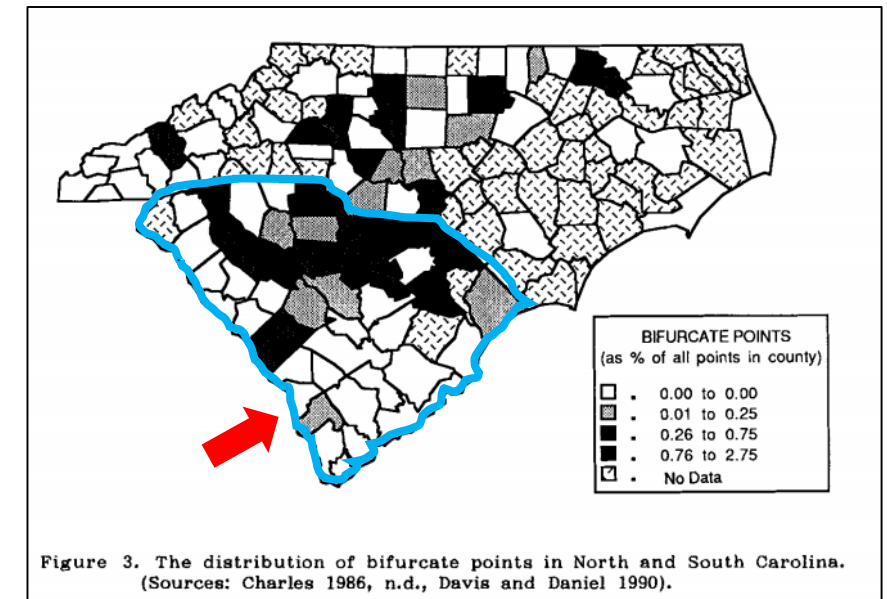 BIFURCATE POINTS
(as % of all points in county)
. 0.00 to 0.00
. 0.01 to 0.25
. 0.26 to 0.75
. 0.76 to 2.75
. No Data
Figure 3. The distribution of bifurcate points in North and South Carolina.
(Sources: Charles 1986, n.d., Davis and Daniel 1990).